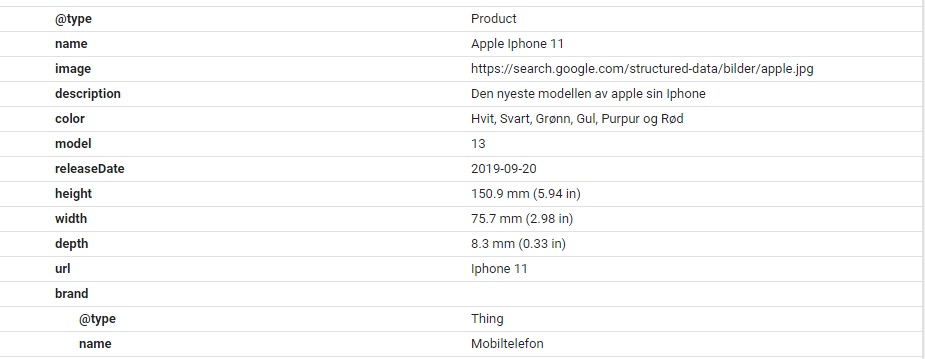 @type Product
name Apple Iphone 11
image https://search.google.com/structured-data/bilder/apple.jpg
description Den nyeste modellen av apple sin Iphone
color Hvit, Svart, Grønn, Gul, Purpur og Rød
model 13
releaseDate 2019-09-20
height 150.9 mm (5.94 in)
width 75.7 mm (2.98 in)
depth 8.3 mm (0.33 in)
url Iphone 11
brand
@type Thing
name Mobiltelefon